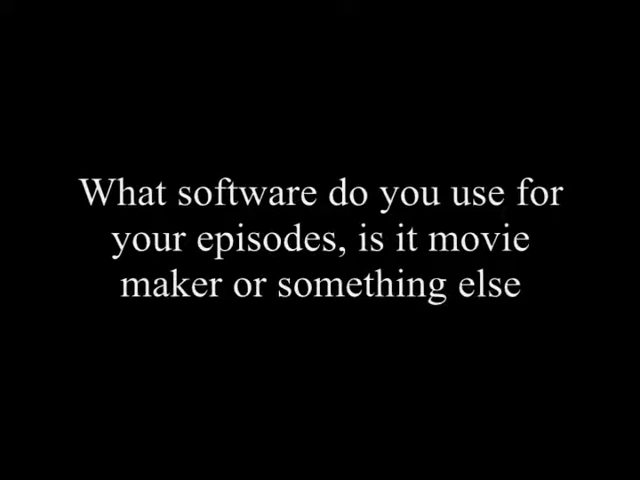 What software do you use for
your episodes, is it movie
maker or something else